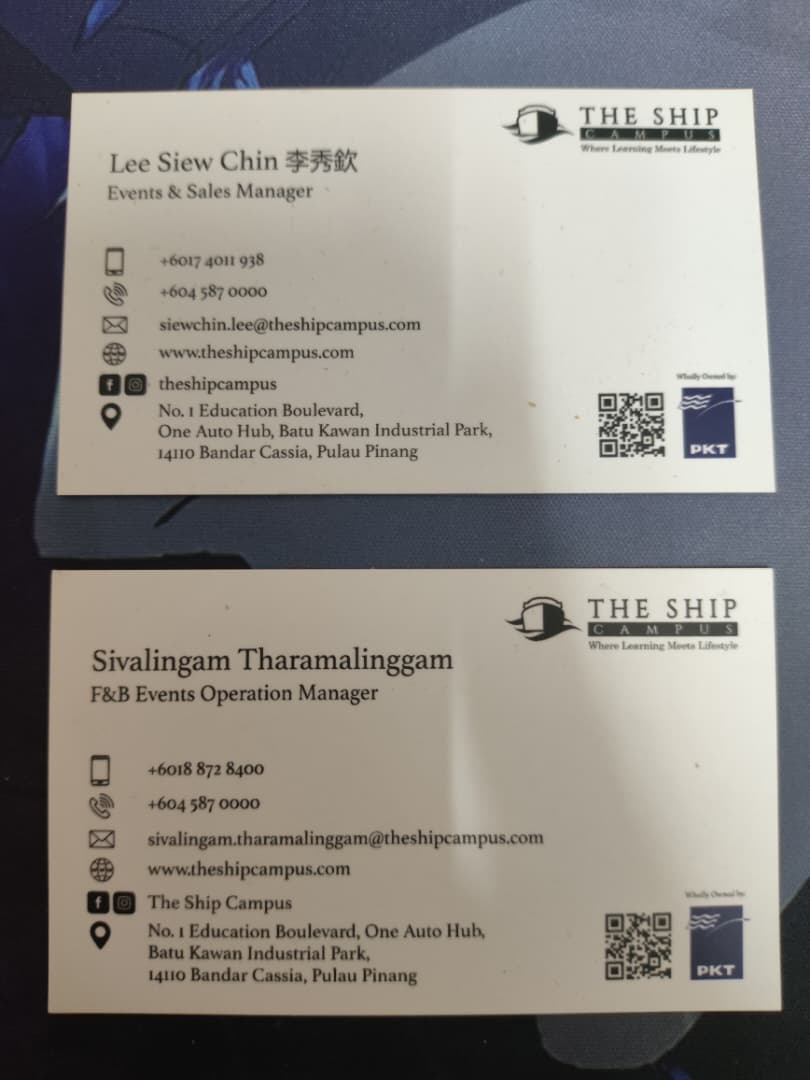 THE SHIP
CAMPUS
Where Learning Meets Lifestyle
Lee Siew Chin 李秀欽
Events & Sales Manager
+6017 4011 938
+604 587 0000
siewchin.lee@theshipcampus.com
www.theshipcampus.com
theshipcampus
No. 1 Education Boulevard,
One Auto Hub, Batu Kawan Industrial Park,
14110 Bandar Cassia, Pulau Pinang
Wholly Owned by:
PKT
THE SHIP
CAMPUS
Where Learning Meets Lifestyle
Sivalingam Tharamalinggam
F&B Events Operation Manager
+6018 872 8400
+604 587 0000
sivalingam.tharamalinggam@theshipcampus.com
www.theshipcampus.com
The Ship Campus
No. 1 Education Boulevard, One Auto Hub,
Batu Kawan Industrial Park,
14110 Bandar Cassia, Pulau Pinang
Wholly Owned by:
PKT